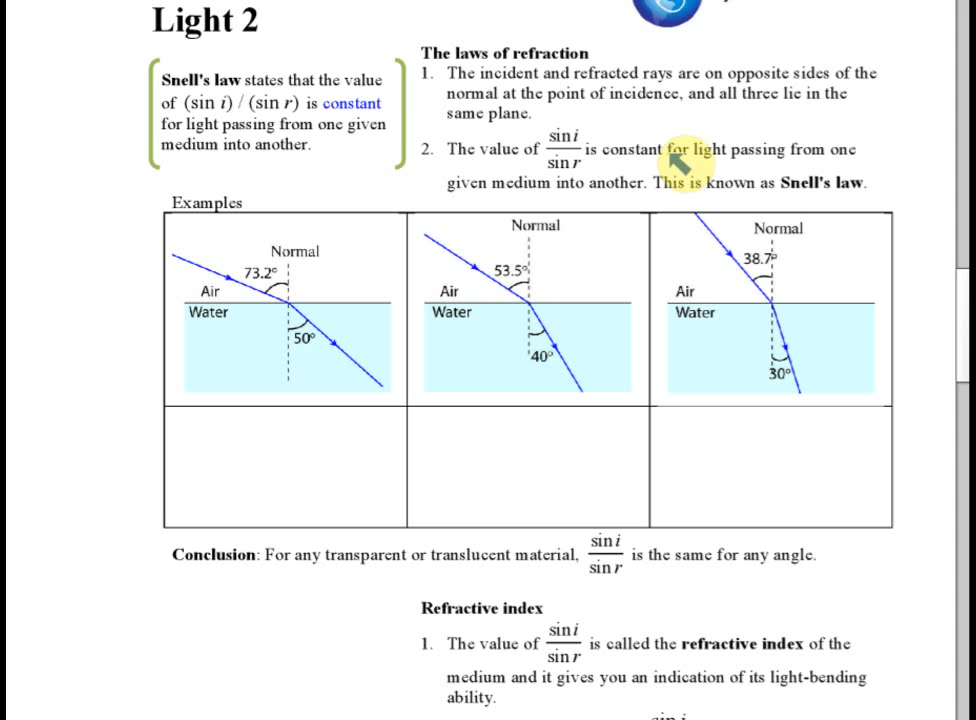 Light 2
Snell's law states that the value
of (sin i) / (sin r) is constant
for light passing from one given
medium into another.
The laws of refraction
1. The incident and refracted rays are on opposite sides of the
normal at the point of incidence, and all three lie in the
same plane.
2. The value of sin i / sin r is constant for light passing from one
given medium into another. This is known as Snell's law.
Examples
Normal
73.2°
Air
Water
50°
Normal
53.5°
Air
Water
40°
Normal
38.7°
Air
Water
30°
Conclusion: For any transparent or translucent material, sin i / sin r is the same for any angle.
Refractive index
1. The value of sin i / sin r is called the refractive index of the
medium and it gives you an indication of its light-bending
ability.